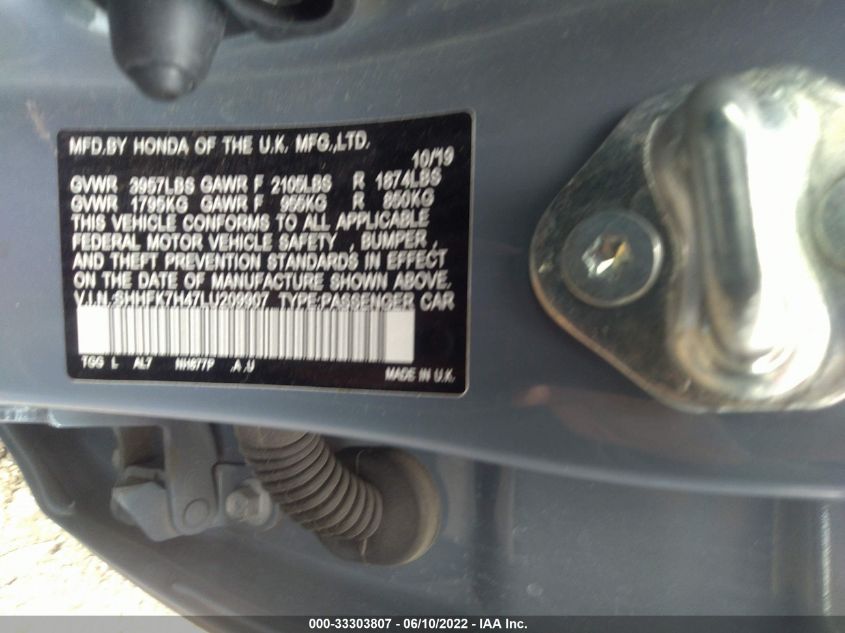 MFD.BY HONDA OF THE U.K. MFG.,LTD.
10/19
GVWR 3957LBS GAWR F 2105LBS R 1874LBS
GVWR 1795KG GAWR F 955KG R 850KG
THIS VEHICLE CONFORMS TO ALL APPLICABLE
FEDERAL MOTOR VEHICLE SAFETY , BUMPER ,
AND THEFT PREVENTION STANDARDS IN EFFECT
ON THE DATE OF MANUFACTURE SHOWN ABOVE.
V.I.N.SHHFK7H47LU209907 TYPE:PASSENGER CAR
TGG L AL7 NH877P .A .U
MADE IN U.K.
000-33303807 - 06/10/2022 - IAA Inc.